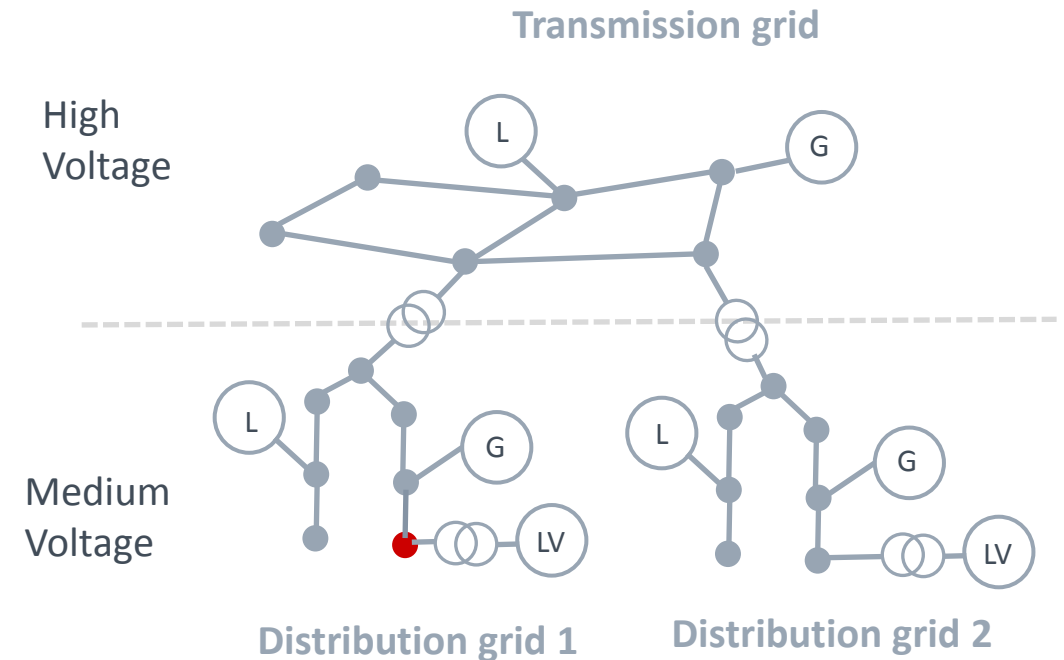 Transmission grid
High
Voltage
L
G
L
G
LV
L
G
LV
Medium
Voltage
Distribution grid 1
Distribution grid 2